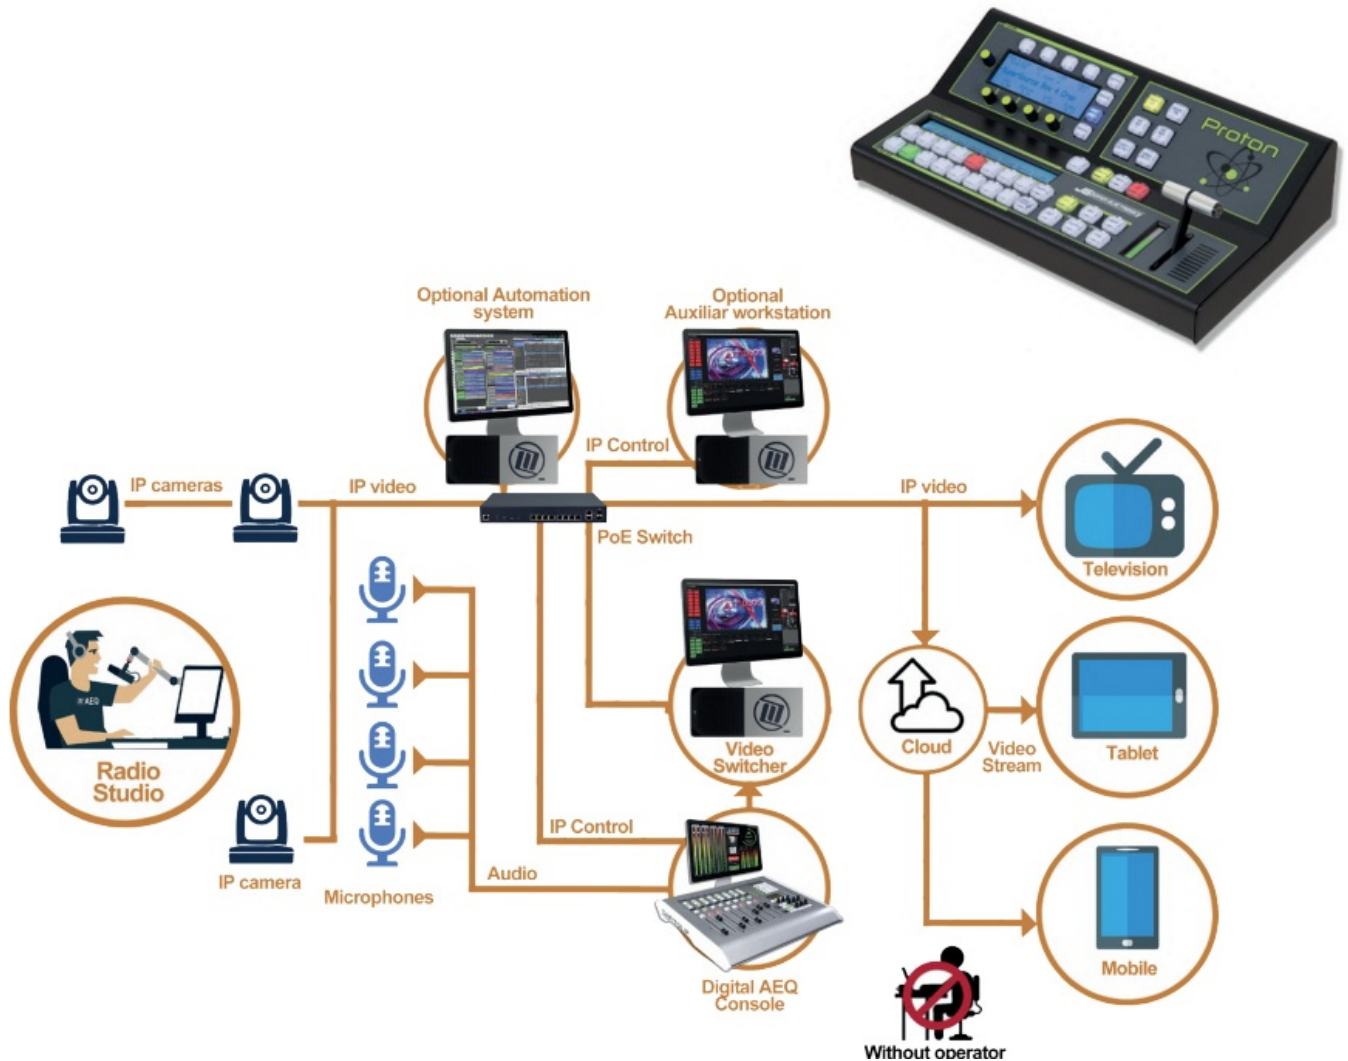 Proton
Optional Automation
system
Optional
Auxiliar workstation
IP Control
IP cameras
IP video
IP video
PoE Switch
Television
AEQ
Radio
Studio
Video
Switcher
Cloud
Video
Stream
Tablet
IP camera
Microphones
IP Control
Audio
Digital AEQ
Console
Mobile
Without operator